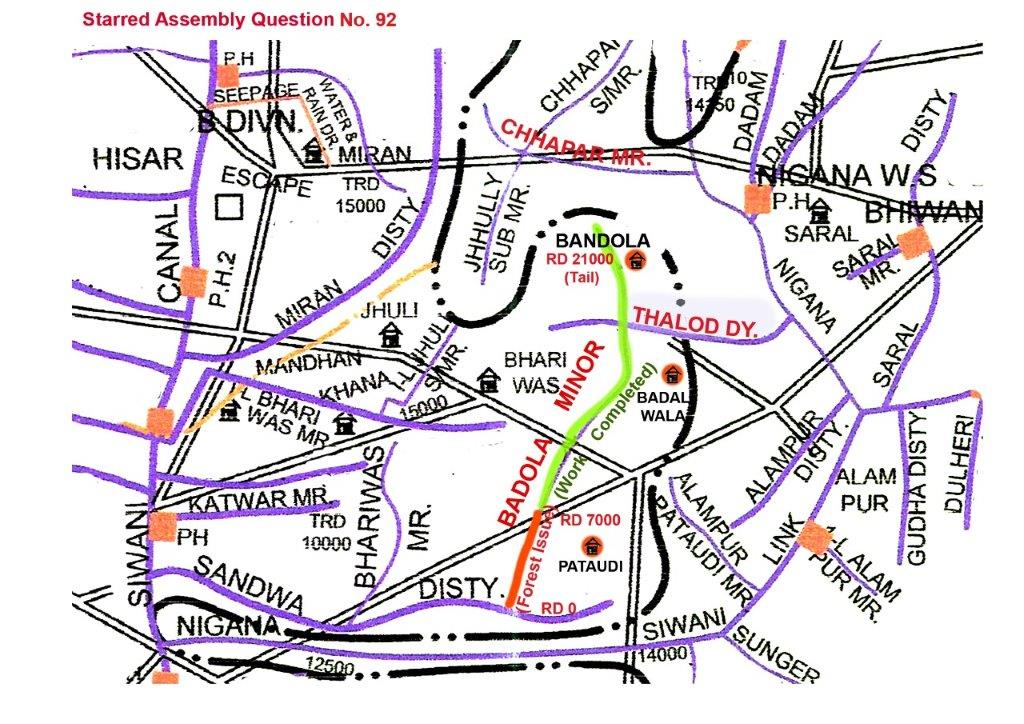 Starred Assembly Question No. 92
P.H
SEEPAGE
WATER &
RAIN DR.
B.DIVN.
HISAR
MIRAN
ESCAPE
TRD
15000
CANAL
P.H.2
MIRAN
DISTY.
JHHULLY
SUB MR.
CHHAPAR MR.
S/MR.
14150
DADAM
DADAM
DISTY.
NIGANA W.S
P.H.
SARAL
BHIWAN
SARAL
MR.
NIGANA
SARAL
BANDOLA
RD 21000
(Tail)
THALOD DY.
JHULI
MANDHAN
KHANA
S/MR.
15000
L BHARI
WAS MR
BHARI
WAS
BADOLA MINOR
(Work Completed)
BADAL
WALA
KATWAR MR.
TRD
10000
PH
SIWANI
BHARIWAS
MR.
SANDWA
DISTY.
(Forest Issue)
RD 7000
PATAUDI
RD 0
ALAMPUR
PATAUDI MR.
ALAMPUR
DISTY.
ALAM
PUR
GUDHA DISTY.
DULHERI
LINK
L ALAM
PUR MR.
NIGANA
12500
SIWANI
14000
SUNGER